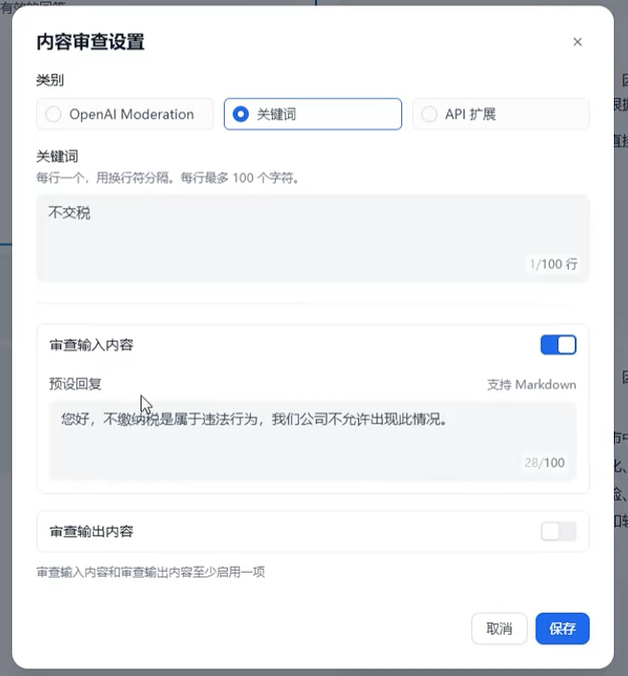 有效的回答
内容审查设置
类别
OpenAI Moderation
关键词
API 扩展
关键词
每行一个，用换行符分隔。每行最多 100 个字符。
不交税
1/100 行
审查输入内容
预设回复
支持 Markdown
您好，不缴纳税是属于违法行为，我们公司不允许出现此情况。
28/100
审查输出内容
审查输入内容和审查输出内容至少启用一项
取消
保存